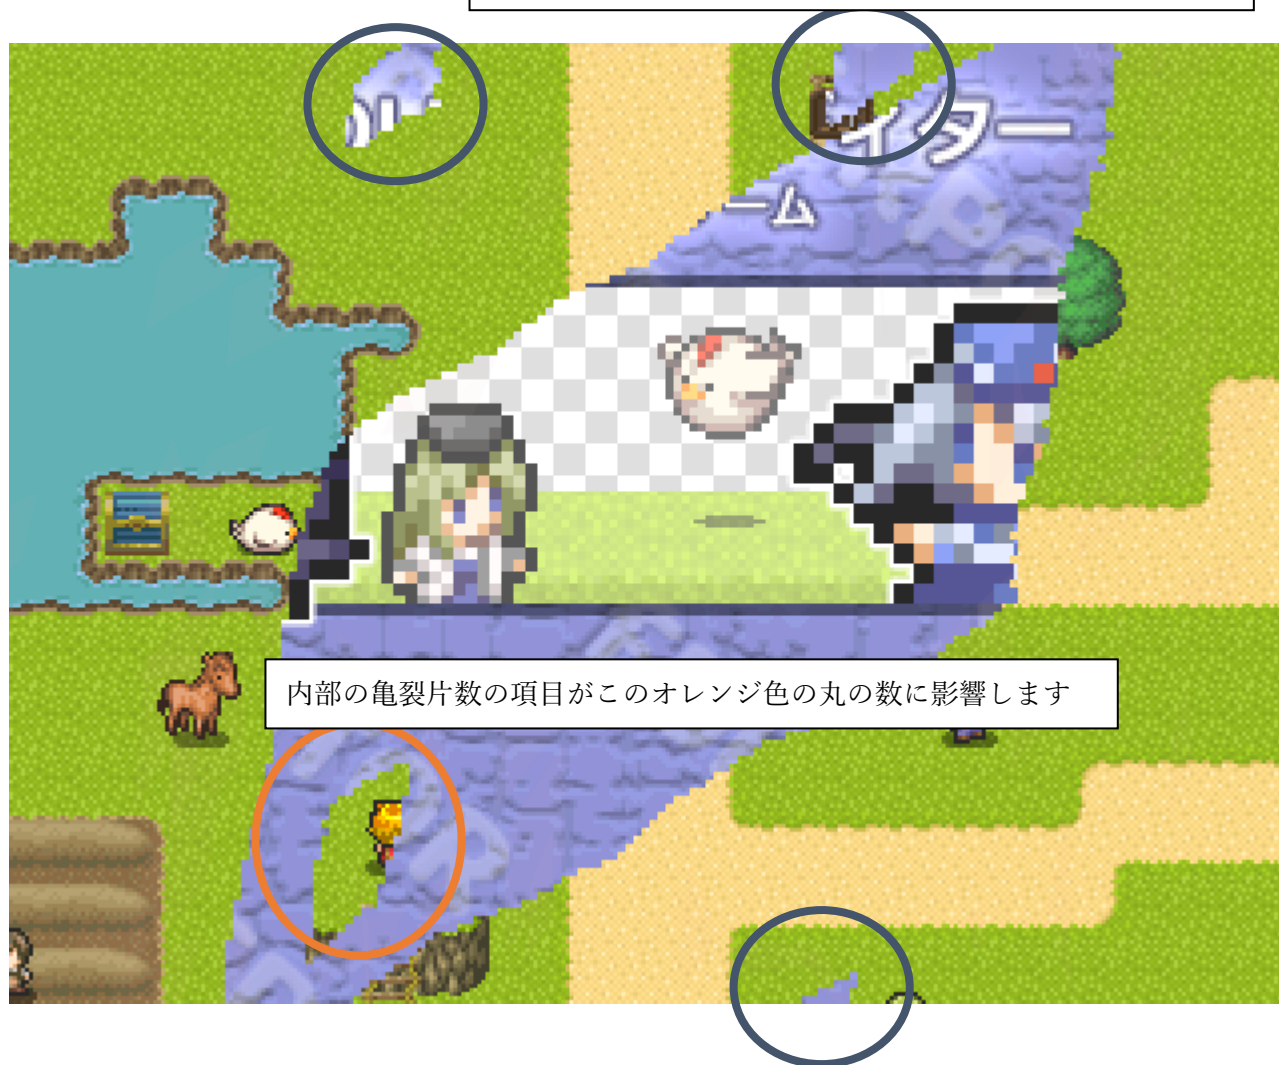 イター
ーム
内部の亀裂片数の項目がこのオレンジ色の丸の数に影響します